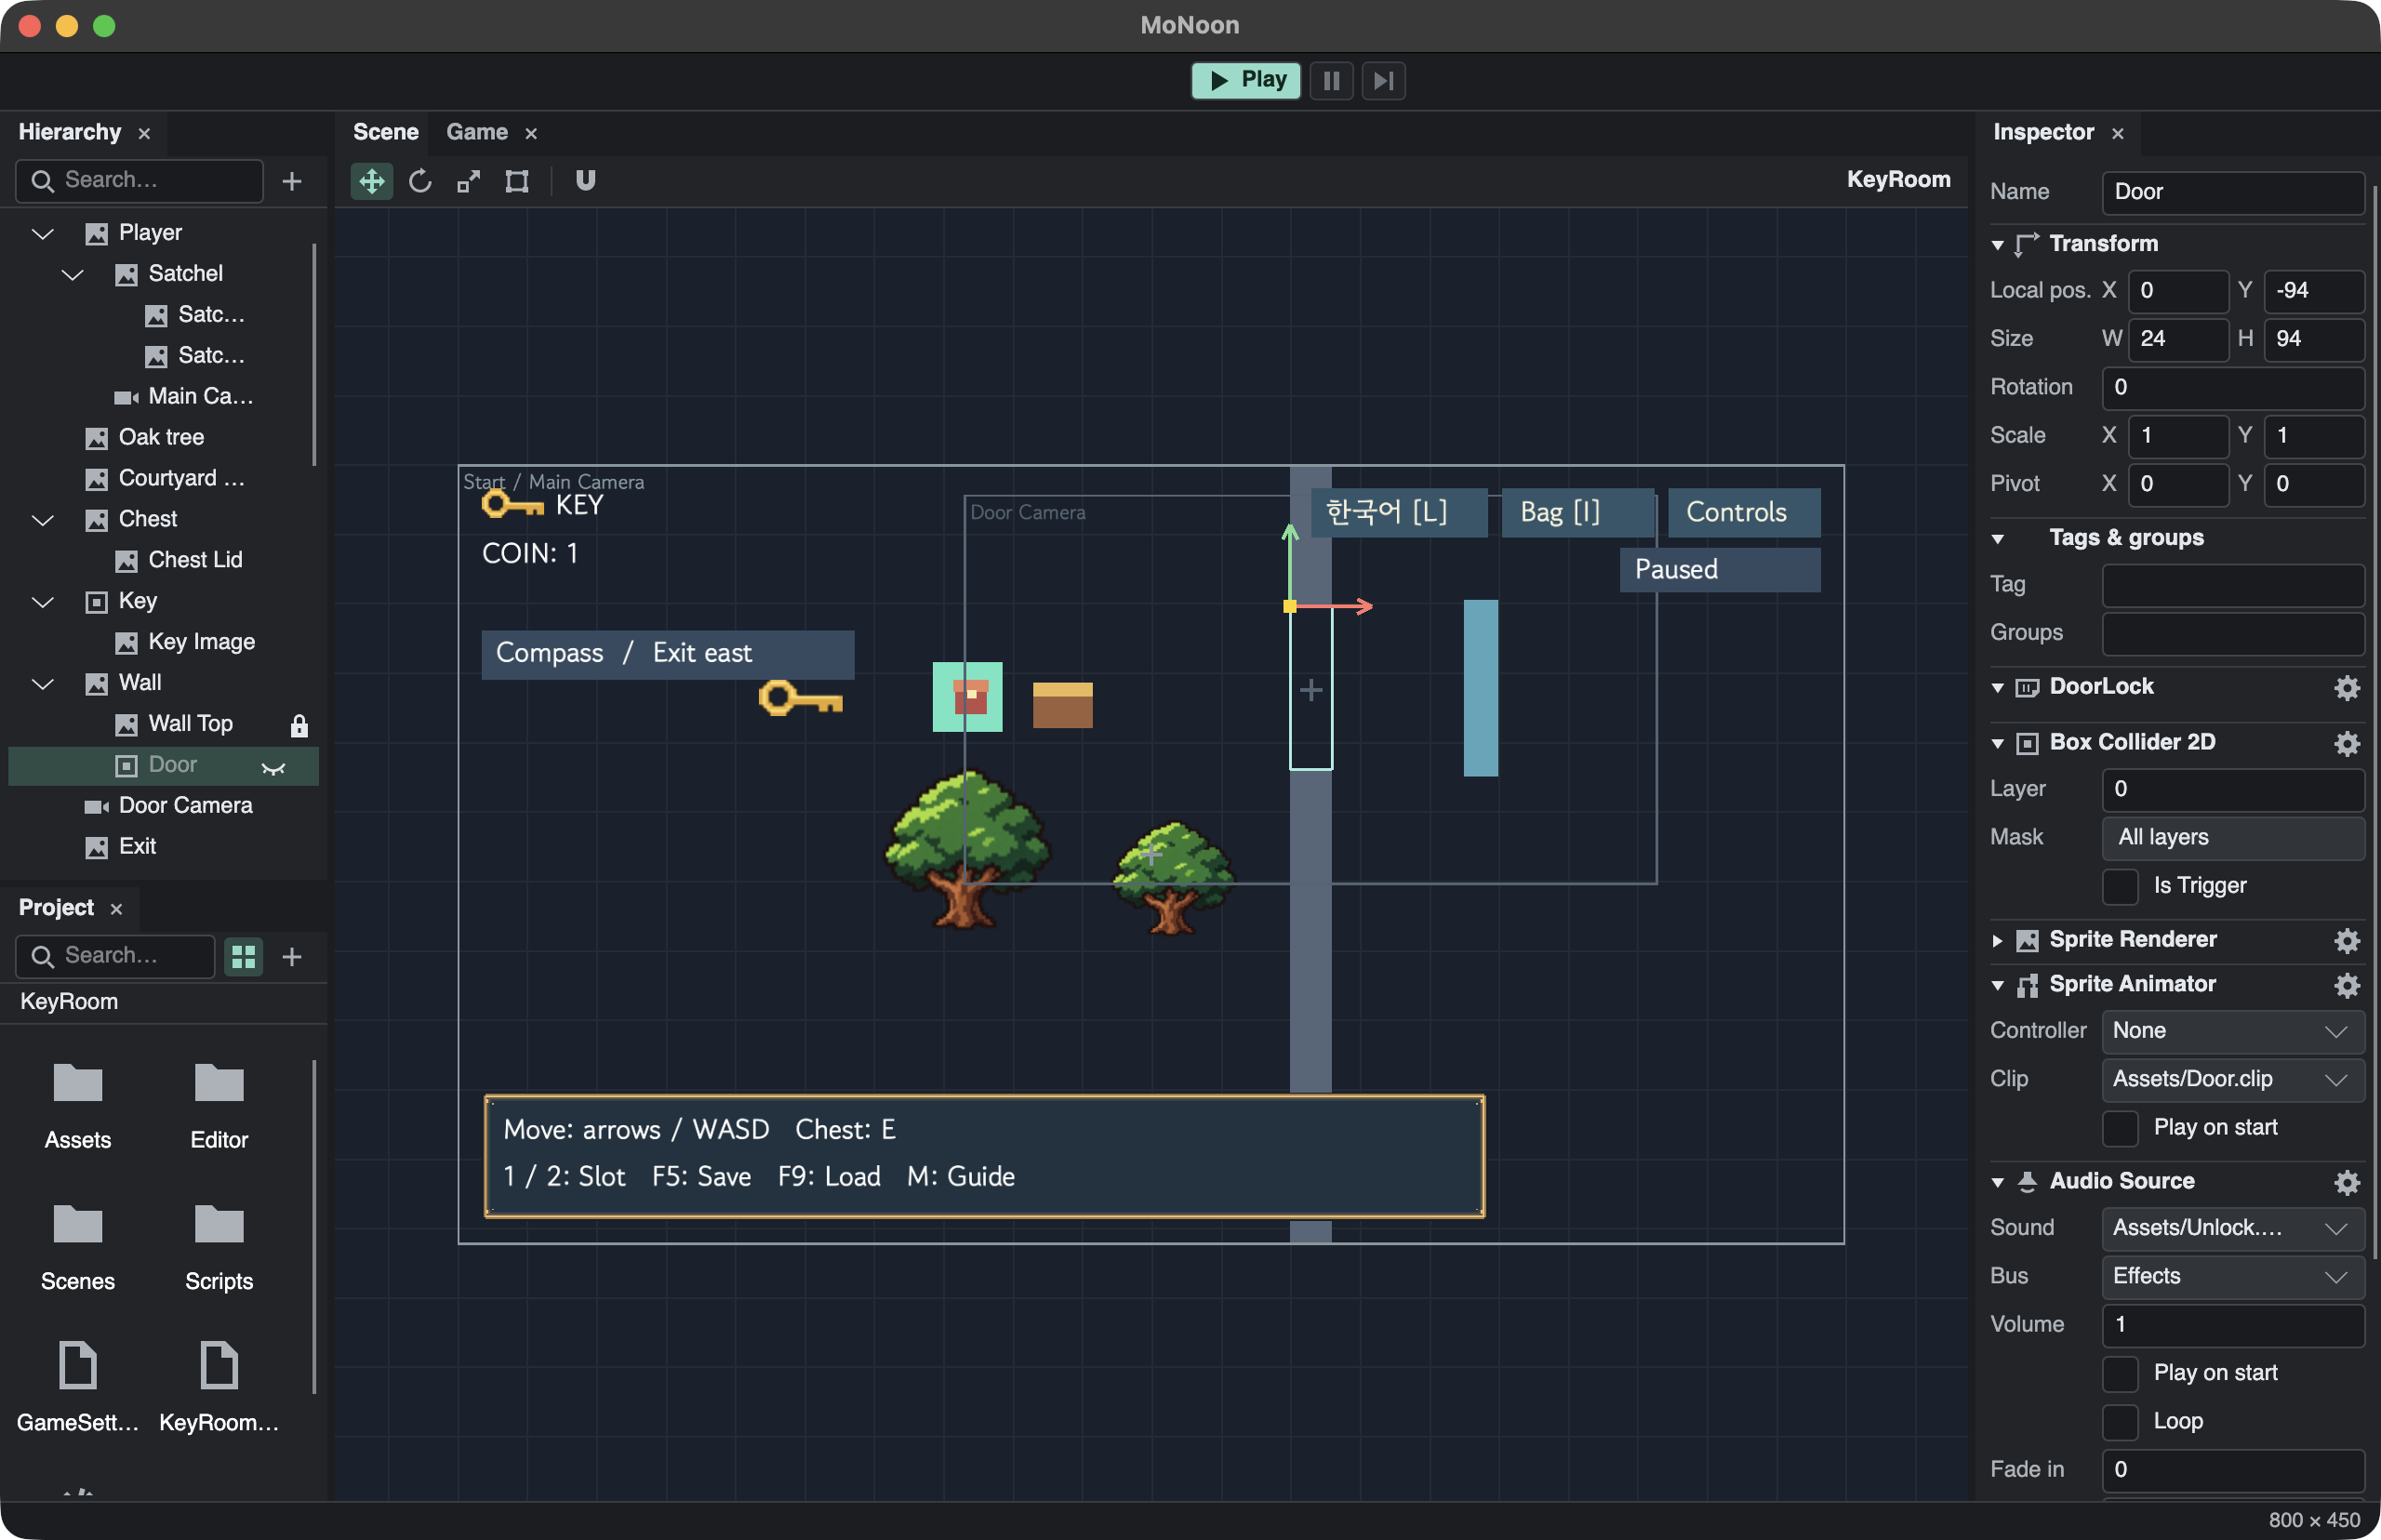 MoNoon
Play
Hierarchy
Search...
Player
Satchel
Satc...
Satc...
Main Ca...
Oak tree
Courtyard ...
Chest
Chest Lid
Key
Key Image
Wall
Wall Top
Door
Door Camera
Exit
Project
Search...
KeyRoom
Assets
Editor
Scenes
Scripts
GameSett...
KeyRoom...
Scene
Game
KeyRoom
Start / Main Camera
KEY
COIN: 1
Door Camera
한국어 [L]
Bag [I]
Controls
Paused
Compass / Exit east
Move: arrows / WASD Chest: E
1 / 2: Slot F5: Save F9: Load M: Guide
Inspector
Name Door
Transform
Local pos. X 0 Y -94
Size W 24 H 94
Rotation 0
Scale X 1 Y 1
Pivot X 0 Y 0
Tags & groups
Tag
Groups
DoorLock
Box Collider 2D
Layer 0
Mask All layers
Is Trigger
Sprite Renderer
Sprite Animator
Controller None
Clip Assets/Door.clip
Play on start
Audio Source
Sound Assets/Unlock....
Bus Effects
Volume 1
Play on start
Loop
Fade in 0
800 × 450